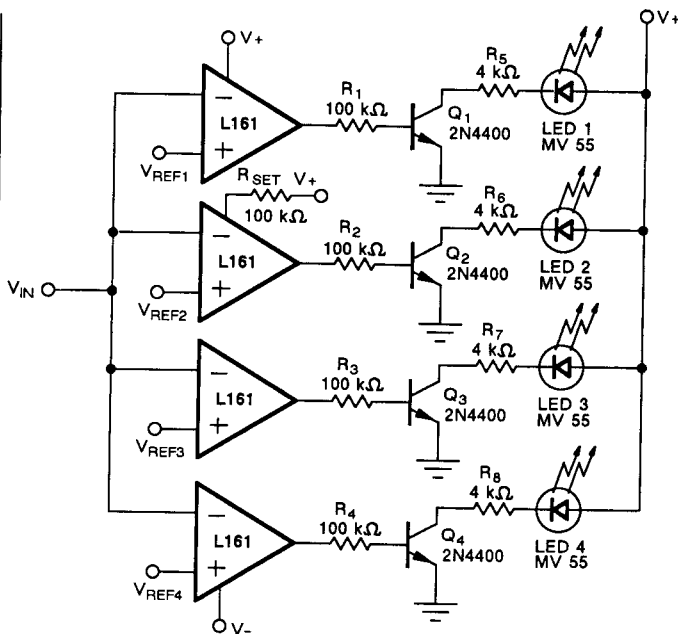 V+
V+
R5
4 kΩ
R1
100 kΩ
−
L161
+
VREF1
Q1
2N4400
LED 1
MV 55
RSET
V+
100 kΩ
R6
4 kΩ
R2
100 kΩ
−
L161
+
VREF2
Q2
2N4400
LED 2
MV 55
VIN
R7
4 kΩ
R3
100 kΩ
−
L161
+
VREF3
Q3
2N4400
LED 3
MV 55
R8
4 kΩ
R4
100 kΩ
−
L161
+
VREF4
Q4
2N4400
LED 4
MV 55
V−